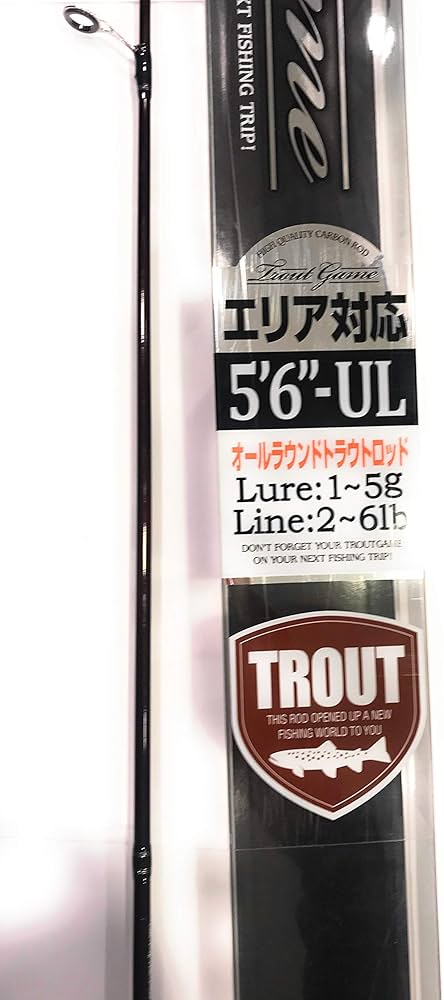 EXT FISHING TRIP!
me
HIGH QUALITY CARBON ROD
Trout Game
エリア対応
5'6"-UL
オールラウンドトラウトロッド
Lure:1~5g
Line:2~6lb
DON'T FORGET YOUR TROUTGAME
ON YOUR NEXT FISHING TRIP!
TROUT
THIS ROD OPENED UP A NEW
FISHING WORLD TO YOU